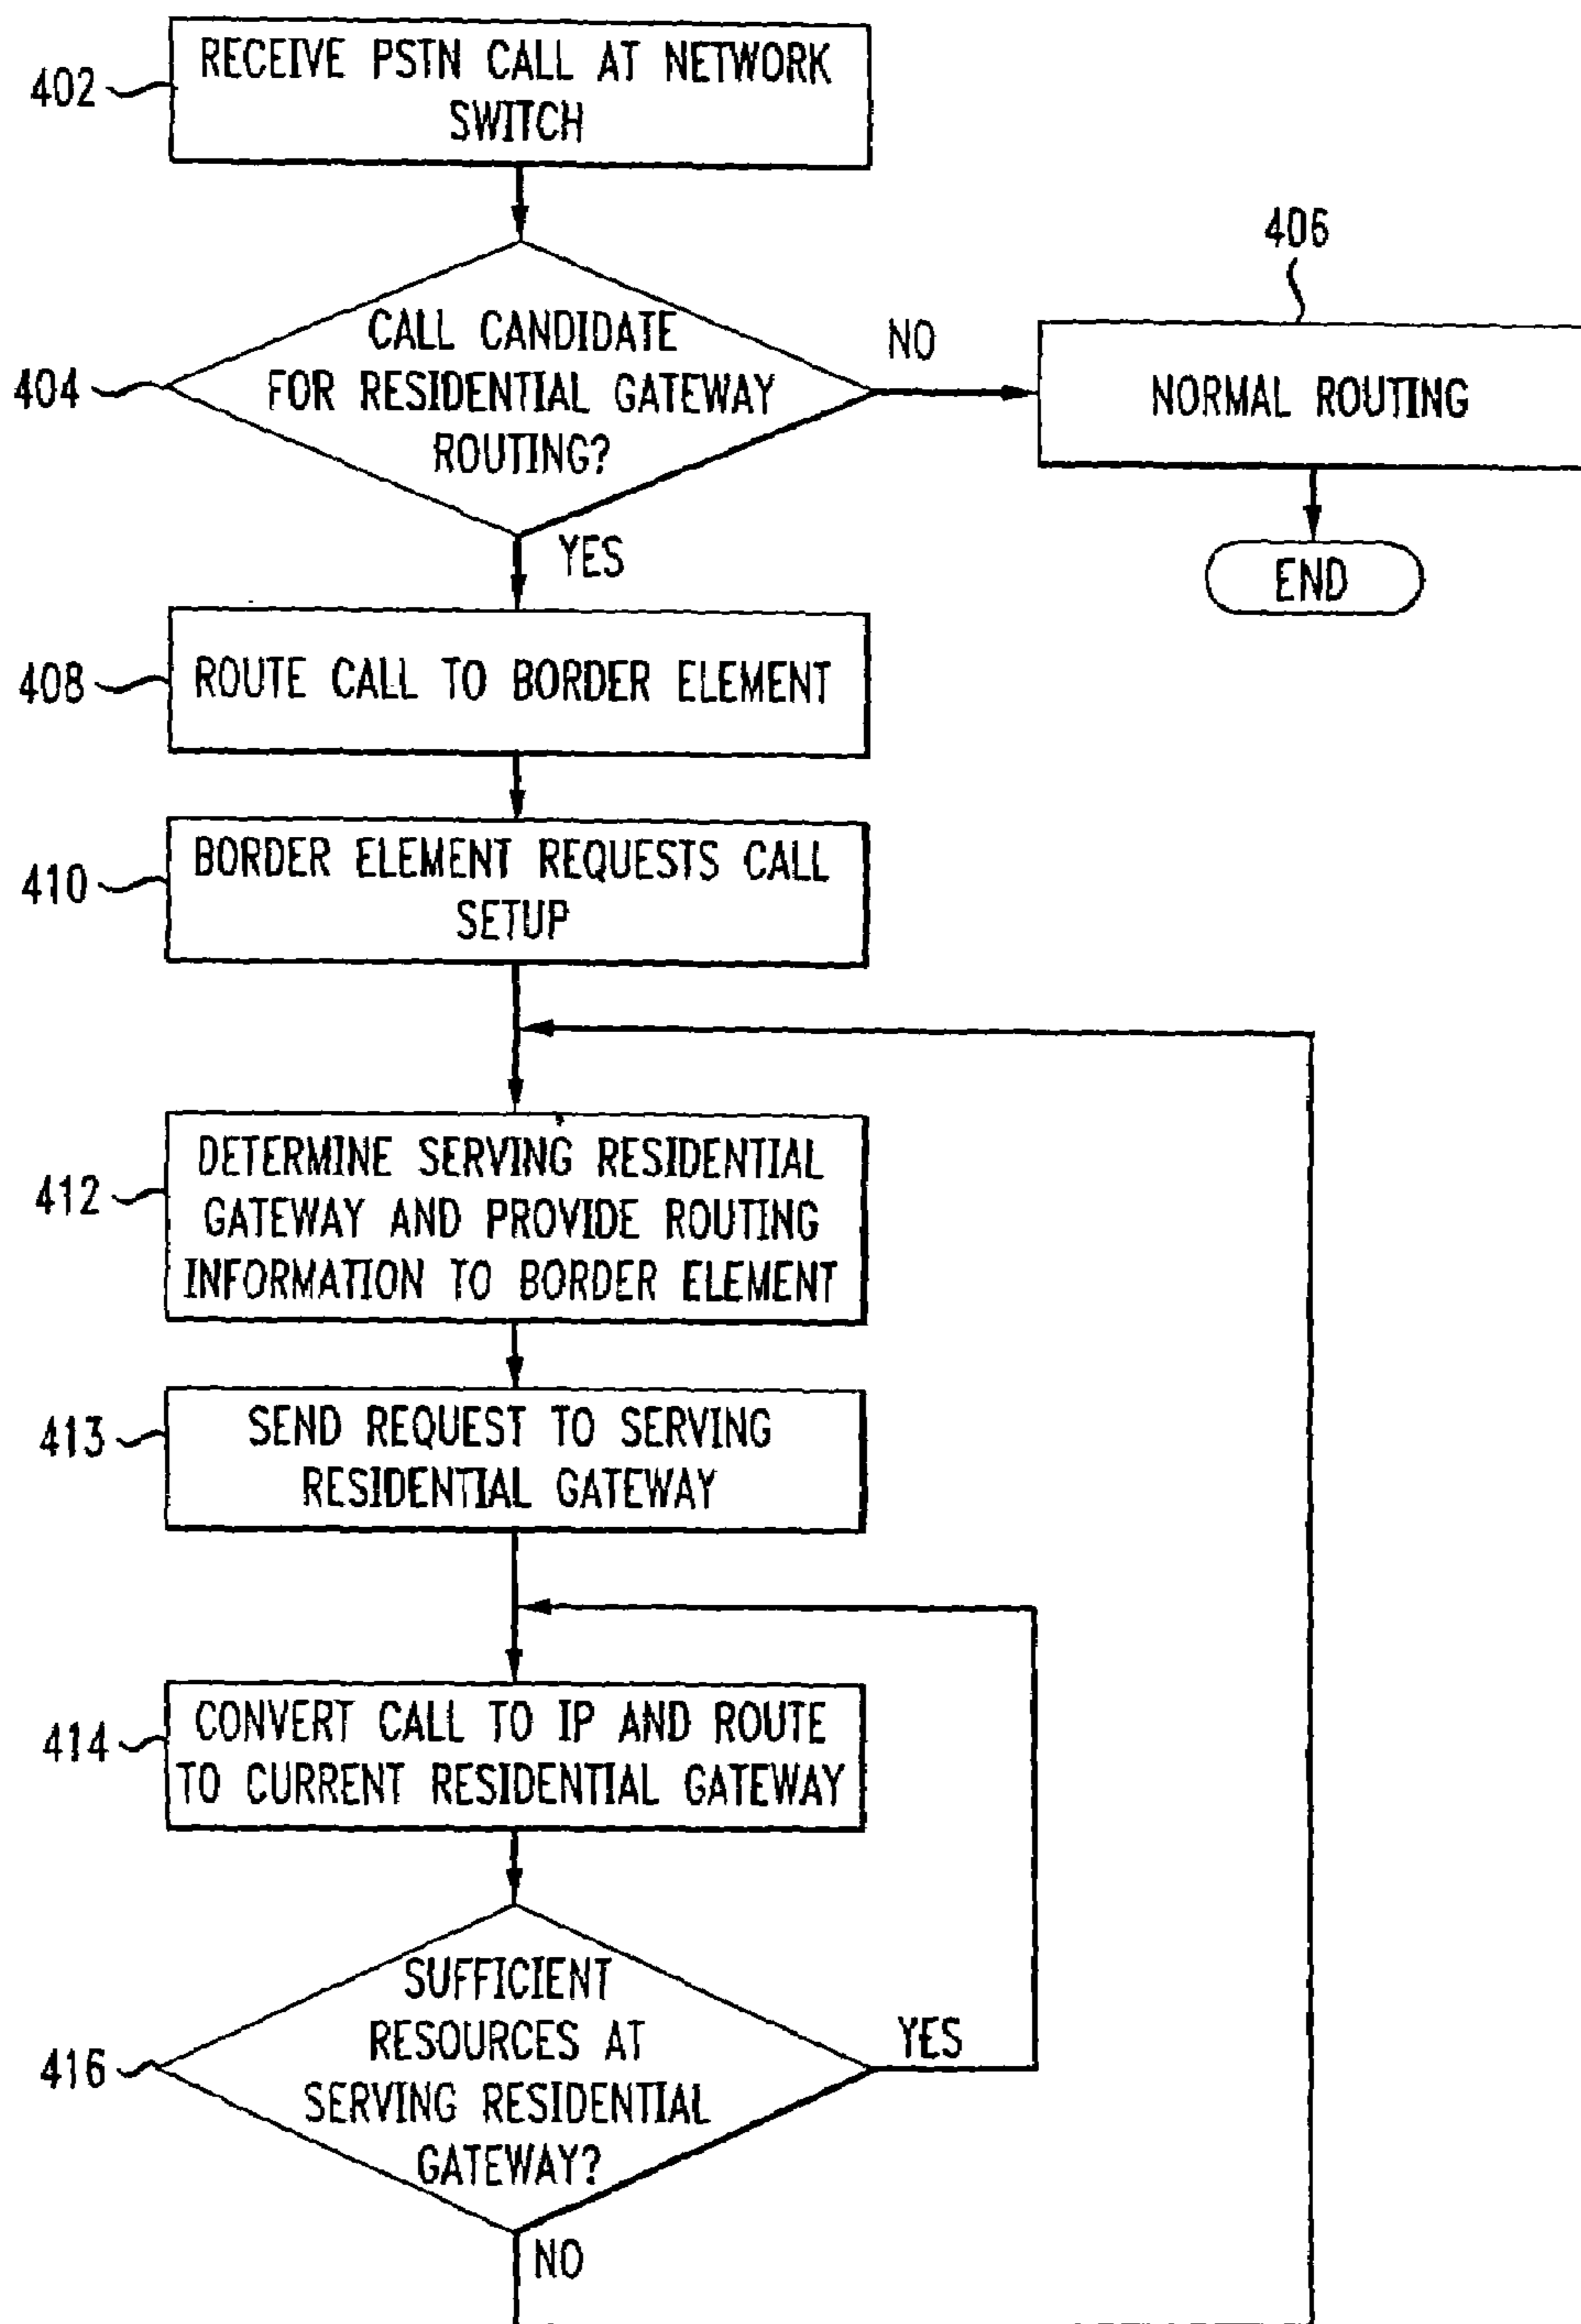 402
RECEIVE PSTN CALL AT NETWORK
SWITCH
404
CALL CANDIDATE
FOR RESIDENTIAL GATEWAY
ROUTING?
NO
406
NORMAL ROUTING
END
YES
408
ROUTE CALL TO BORDER ELEMENT
410
BORDER ELEMENT REQUESTS CALL
SETUP
412
DETERMINE SERVING RESIDENTIAL
GATEWAY AND PROVIDE ROUTING
INFORMATION TO BORDER ELEMENT
413
SEND REQUEST TO SERVING
RESIDENTIAL GATEWAY
414
CONVERT CALL TO IP AND ROUTE
TO CURRENT RESIDENTIAL GATEWAY
416
SUFFICIENT
RESOURCES AT
SERVING RESIDENTIAL
GATEWAY?
YES
NO